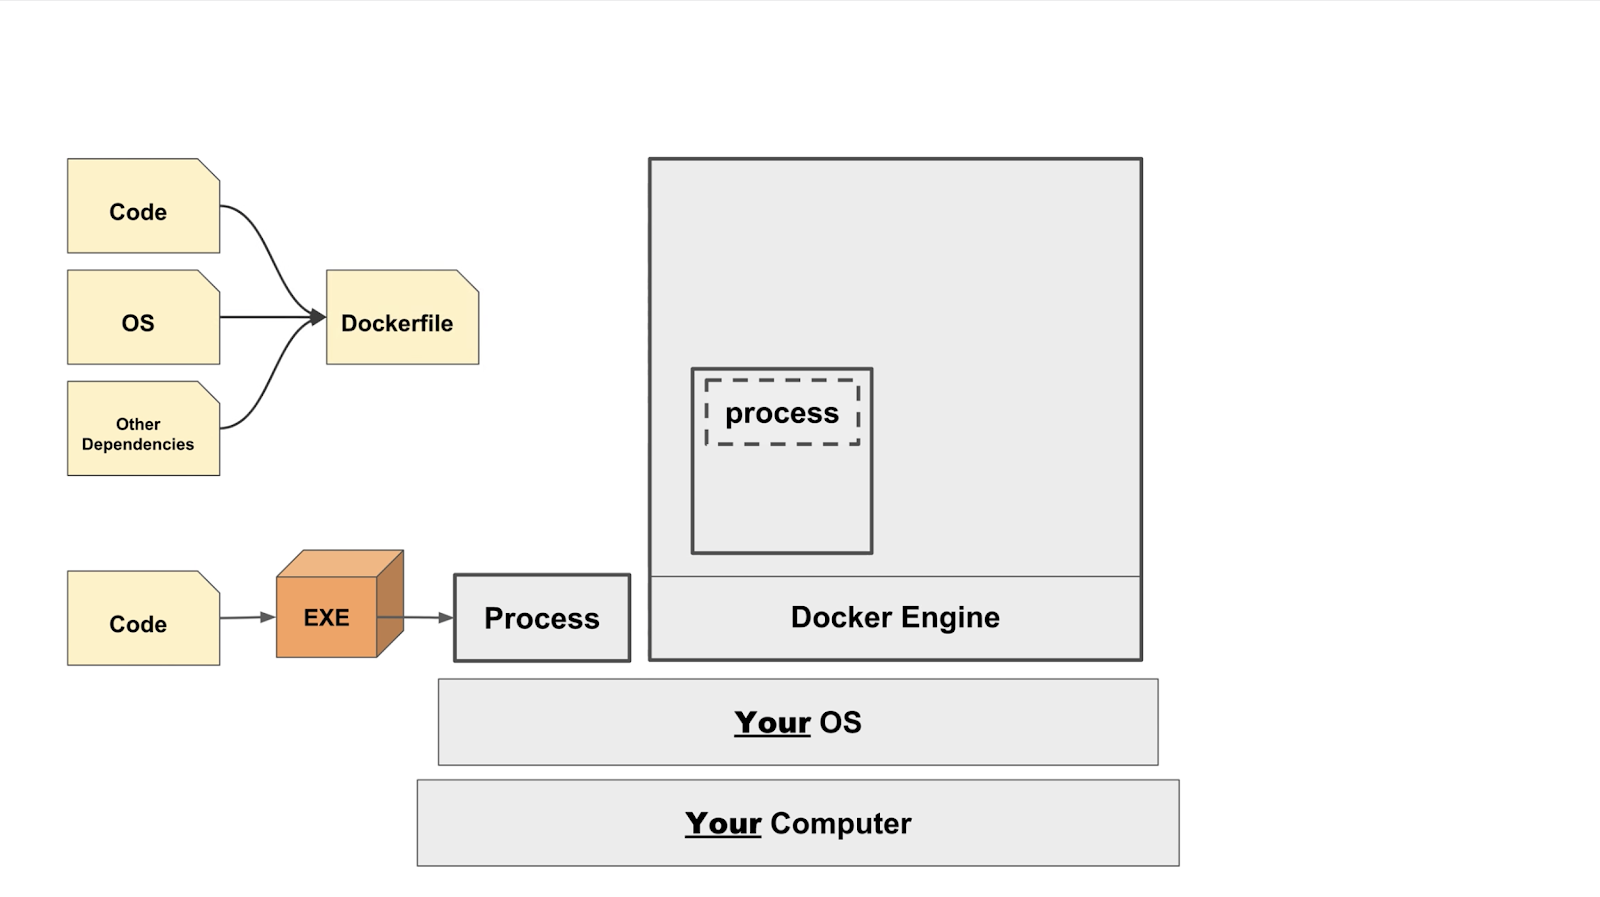 Code
OS
Dockerfile
Other
Dependencies
process
Code
EXE
Process
Docker Engine
Your OS
Your Computer